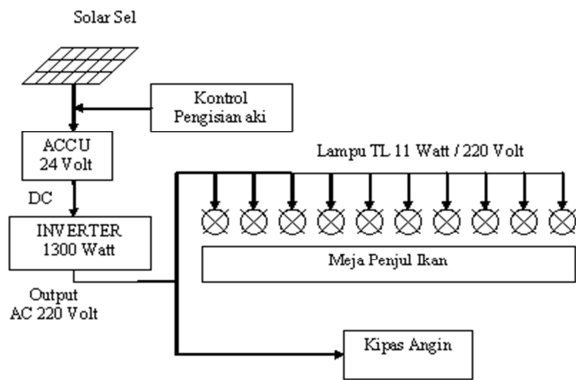 Solar Sel
Kontrol
Pengisian aki
ACCU
24 Volt
Lampu TL 11 Watt / 220 Volt
DC
INVERTER
1300 Watt
Meja Penjul Ikan
Output
AC 220 Volt
Kipas Angin